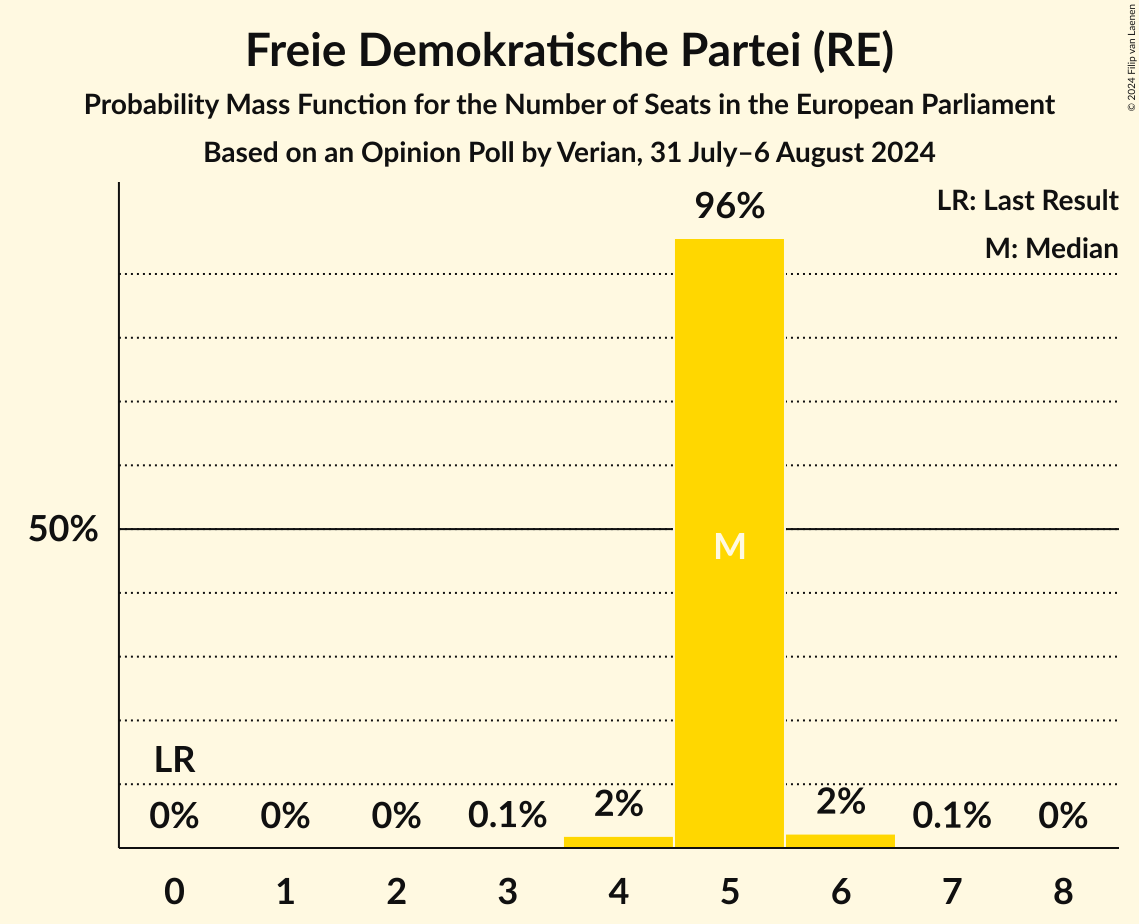 Freie Demokratische Partei (RE)
Probability Mass Function for the Number of Seats in the European Parliament
Based on an Opinion Poll by Verian, 31 July–6 August 2024
© 2024 Filip van Laenen
LR: Last Result
M: Median
96%
50%
M
LR
0% 0% 0% 0.1% 2% 2% 0.1% 0%
0 1 2 3 4 5 6 7 8